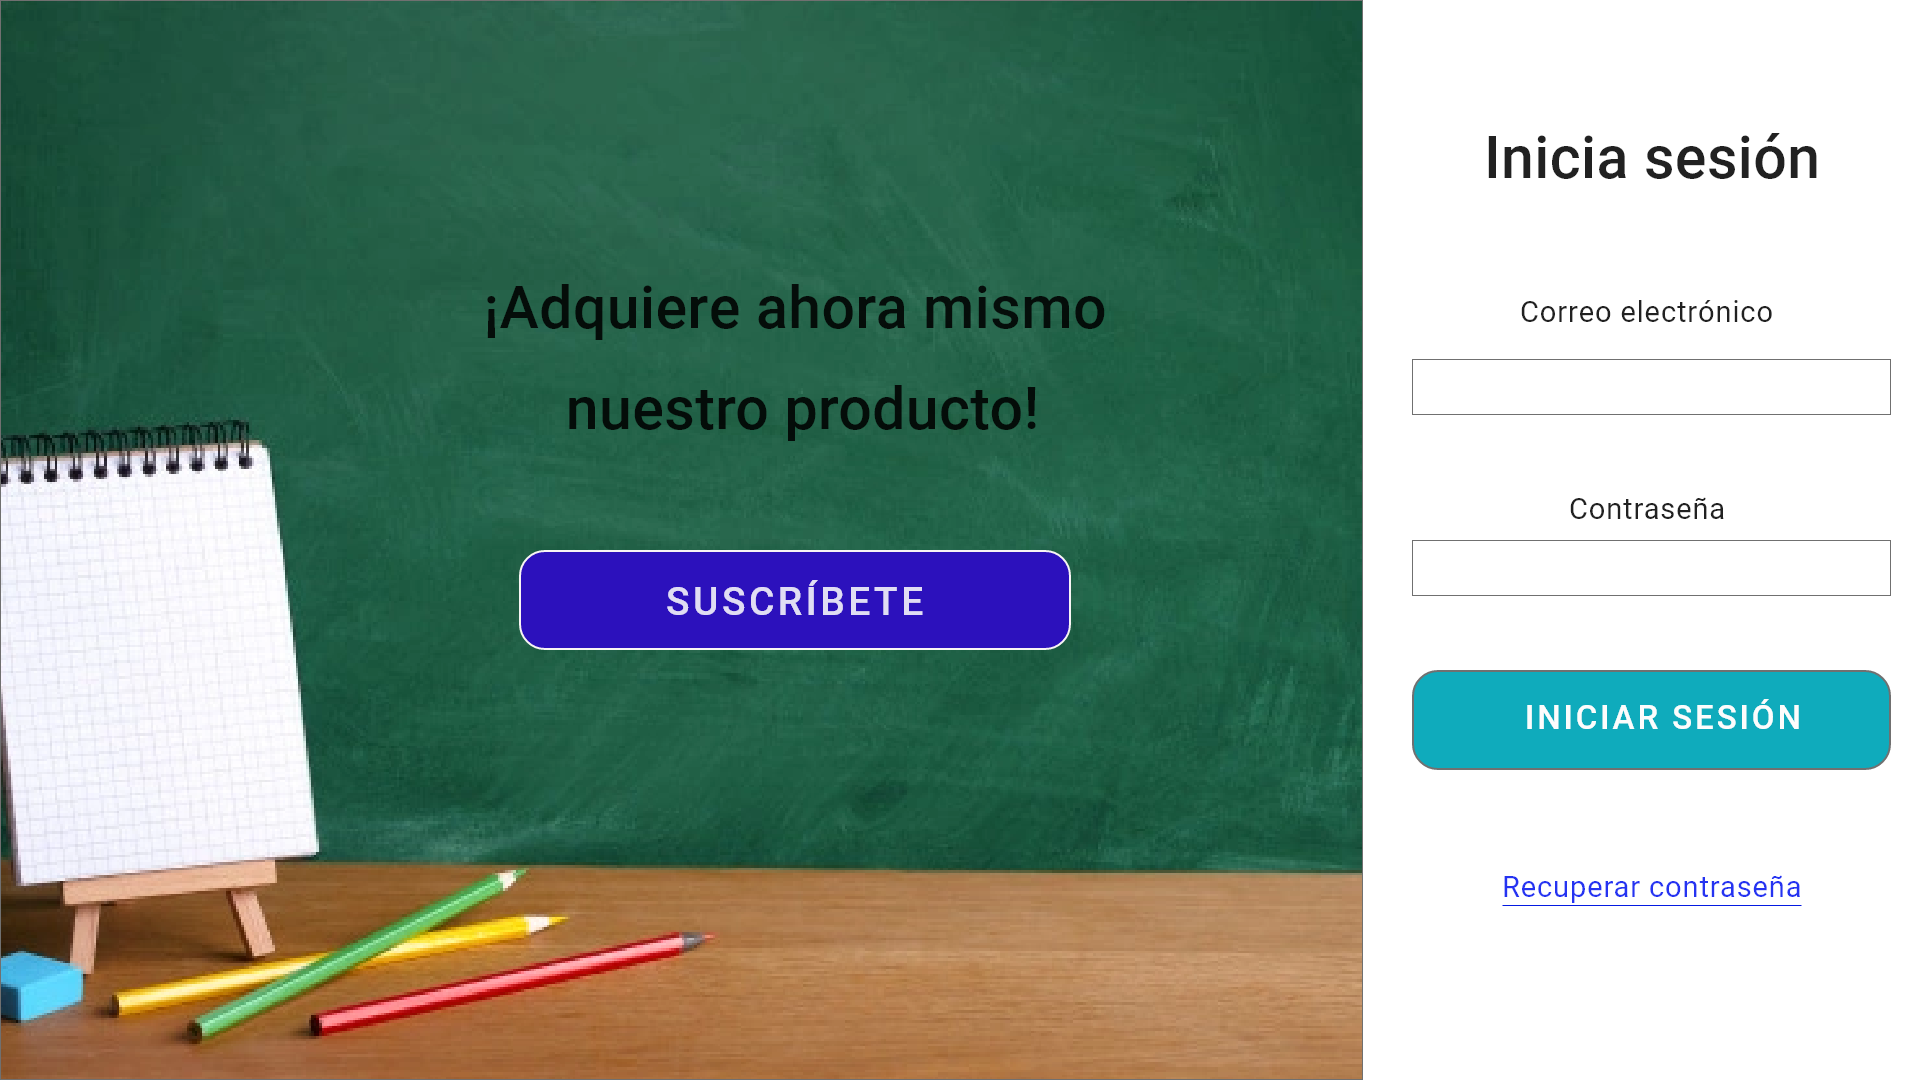 ¡Adquiere ahora mismo
nuestro producto!
SUSCRÍBETE
Inicia sesión
Correo electrónico
Contraseña
INICIAR SESIÓN
Recuperar contraseña